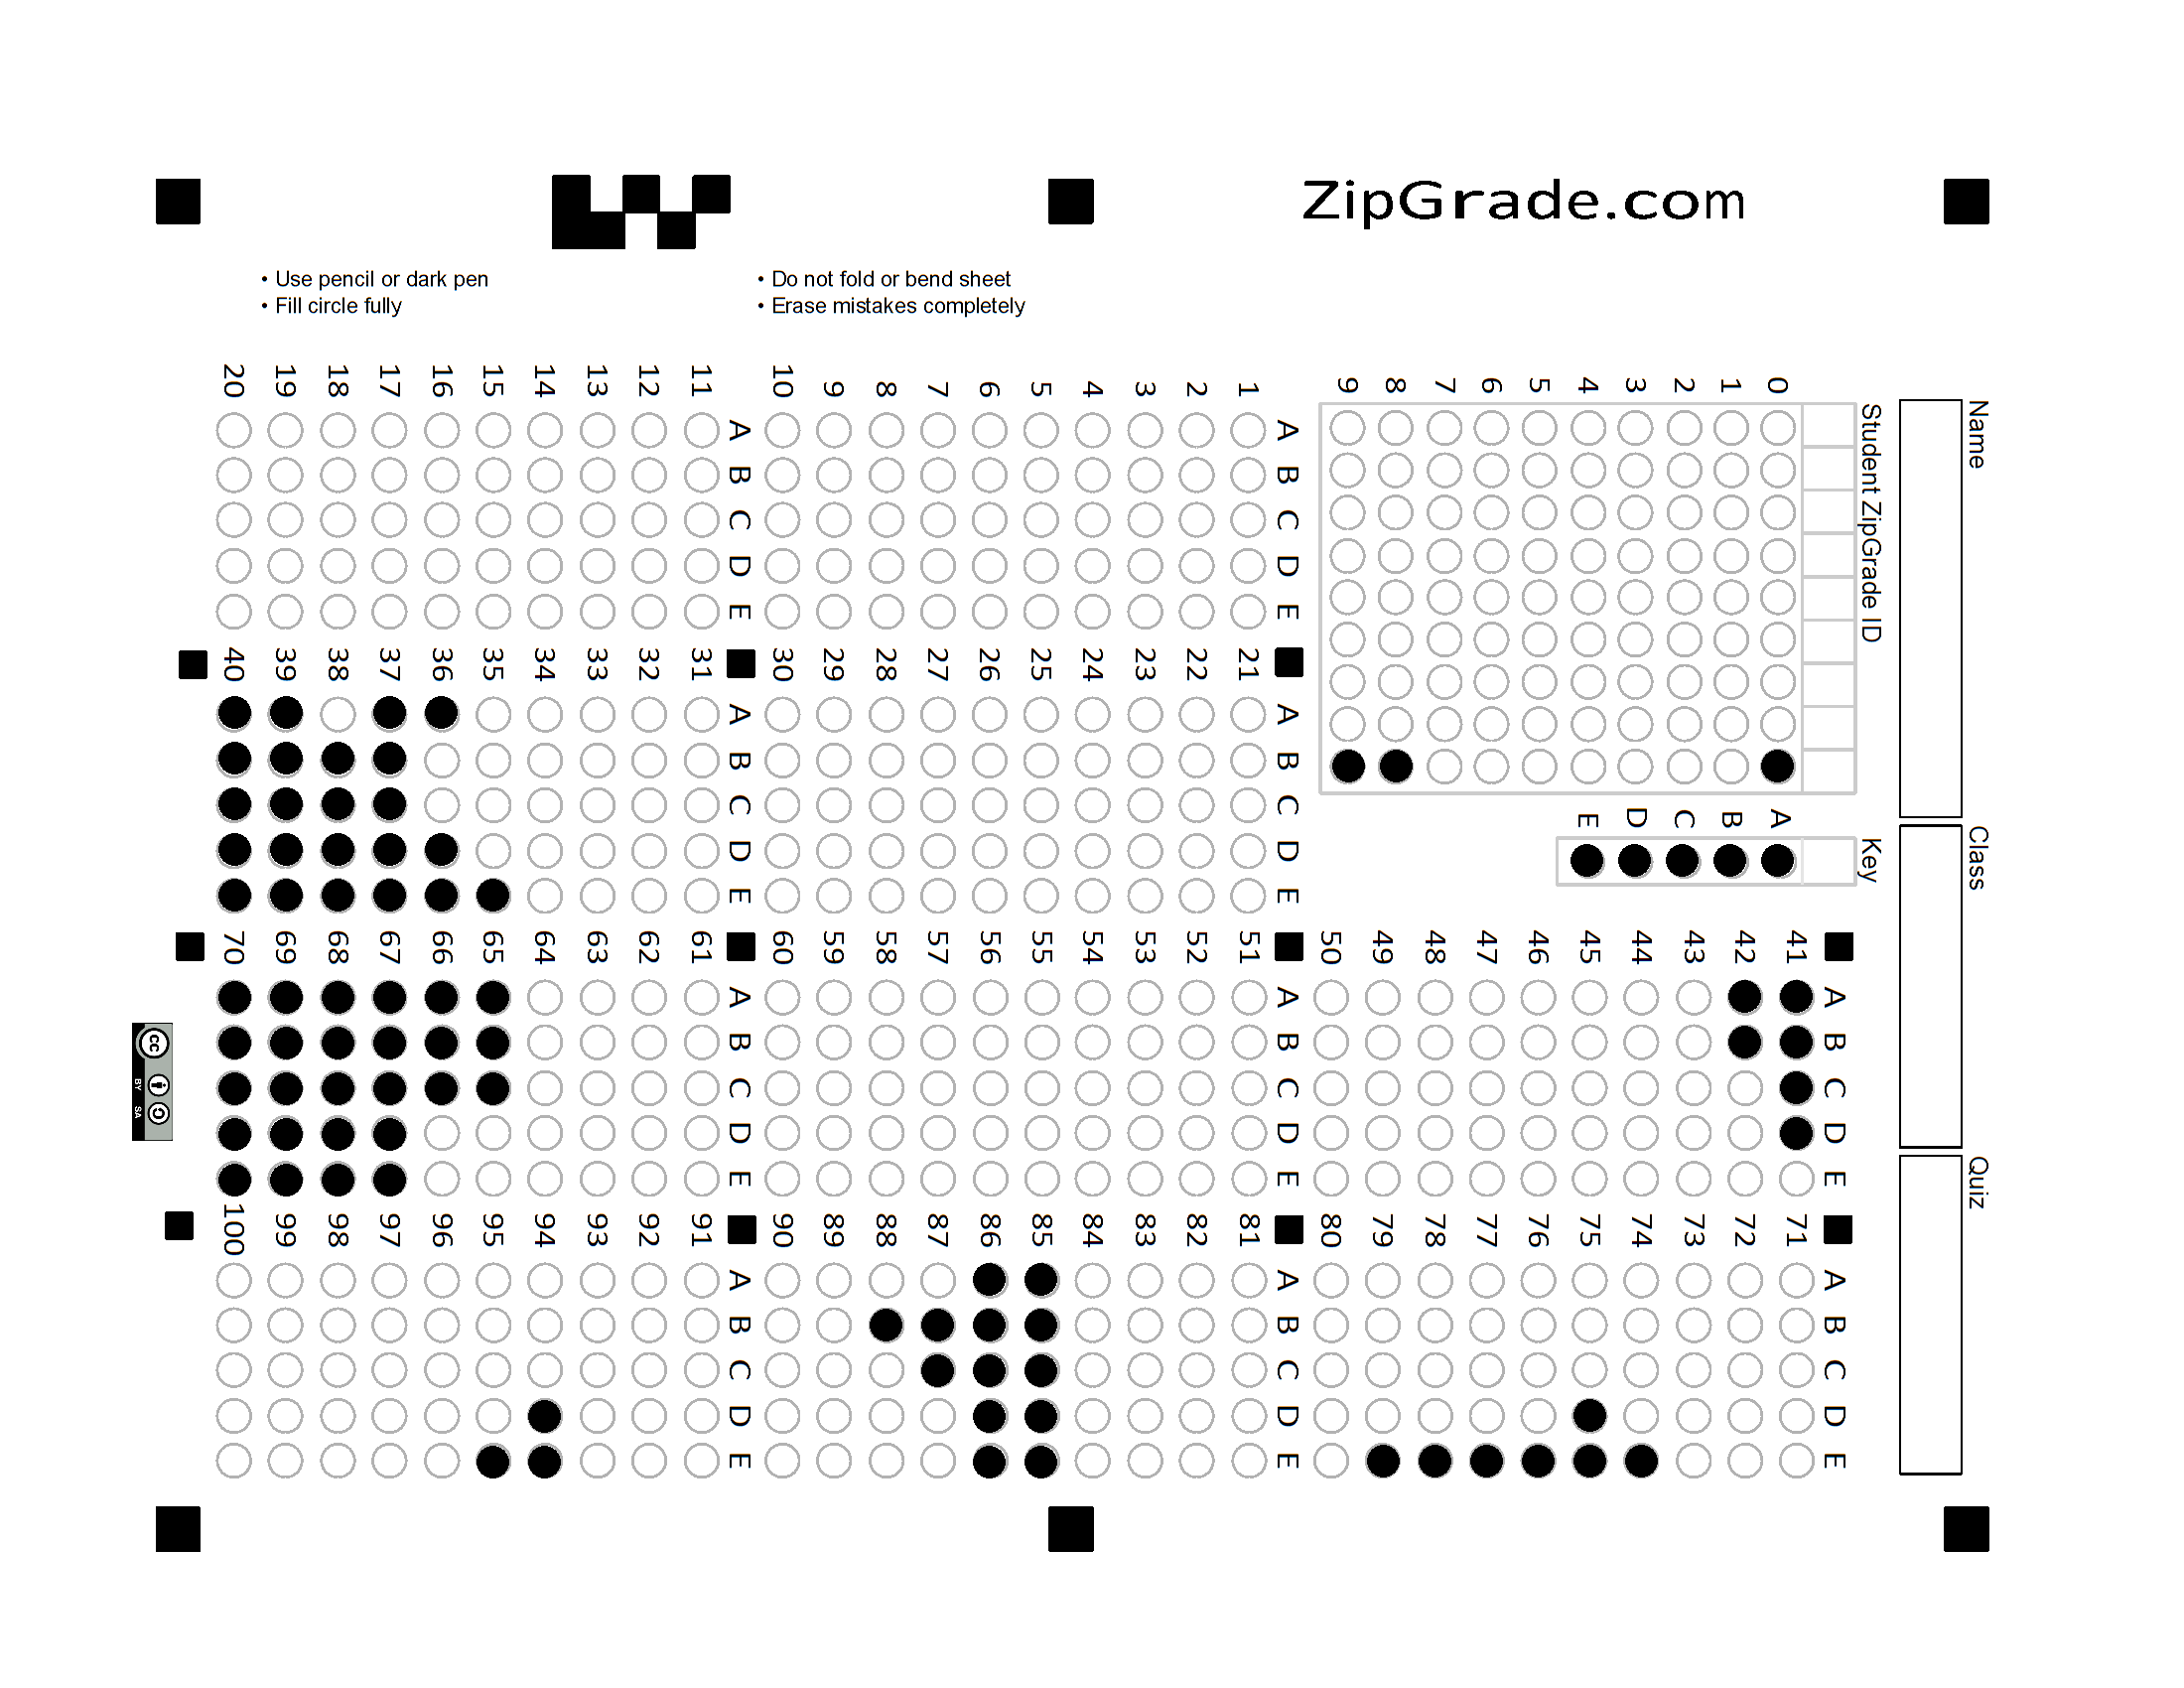 ZipGrade.com
• Use pencil or dark pen
• Fill circle fully
• Do not fold or bend sheet
• Erase mistakes completely
Name
Class
Quiz
Student ZipGrade ID
0 1 2 3 4 5 6 7 8 9
Key
A B C D E
A B C D E
1 2 3 4 5 6 7 8 9 10
A B C D E
11 12 13 14 15 16 17 18 19 20
A B C D E
21 22 23 24 25 26 27 28 29 30
A B C D E
31 32 33 34 35 36 37 38 39 40
A B C D E
41 42 43 44 45 46 47 48 49 50
A B C D E
51 52 53 54 55 56 57 58 59 60
A B C D E
61 62 63 64 65 66 67 68 69 70
A B C D E
71 72 73 74 75 76 77 78 79 80
A B C D E
81 82 83 84 85 86 87 88 89 90
A B C D E
91 92 93 94 95 96 97 98 99 100
A B C D E
cc BY SA